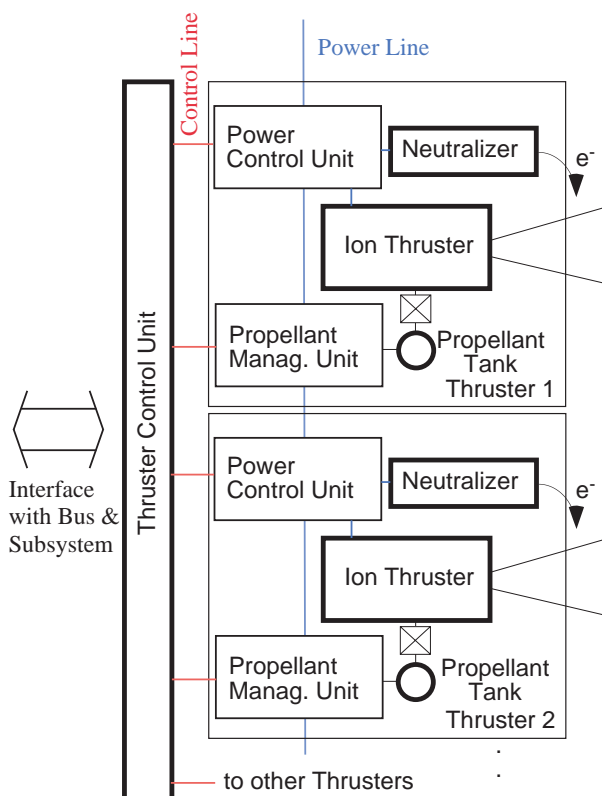 Control Line
Power Line
Power
Control Unit
Neutralizer
e-
Ion Thruster
Propellant
Manag. Unit
Propellant
Tank
Thruster 1
Thruster Control Unit
Interface
with Bus &
Subsystem
Power
Control Unit
Neutralizer
e-
Ion Thruster
Propellant
Manag. Unit
Propellant
Tank
Thruster 2
to other Thrusters